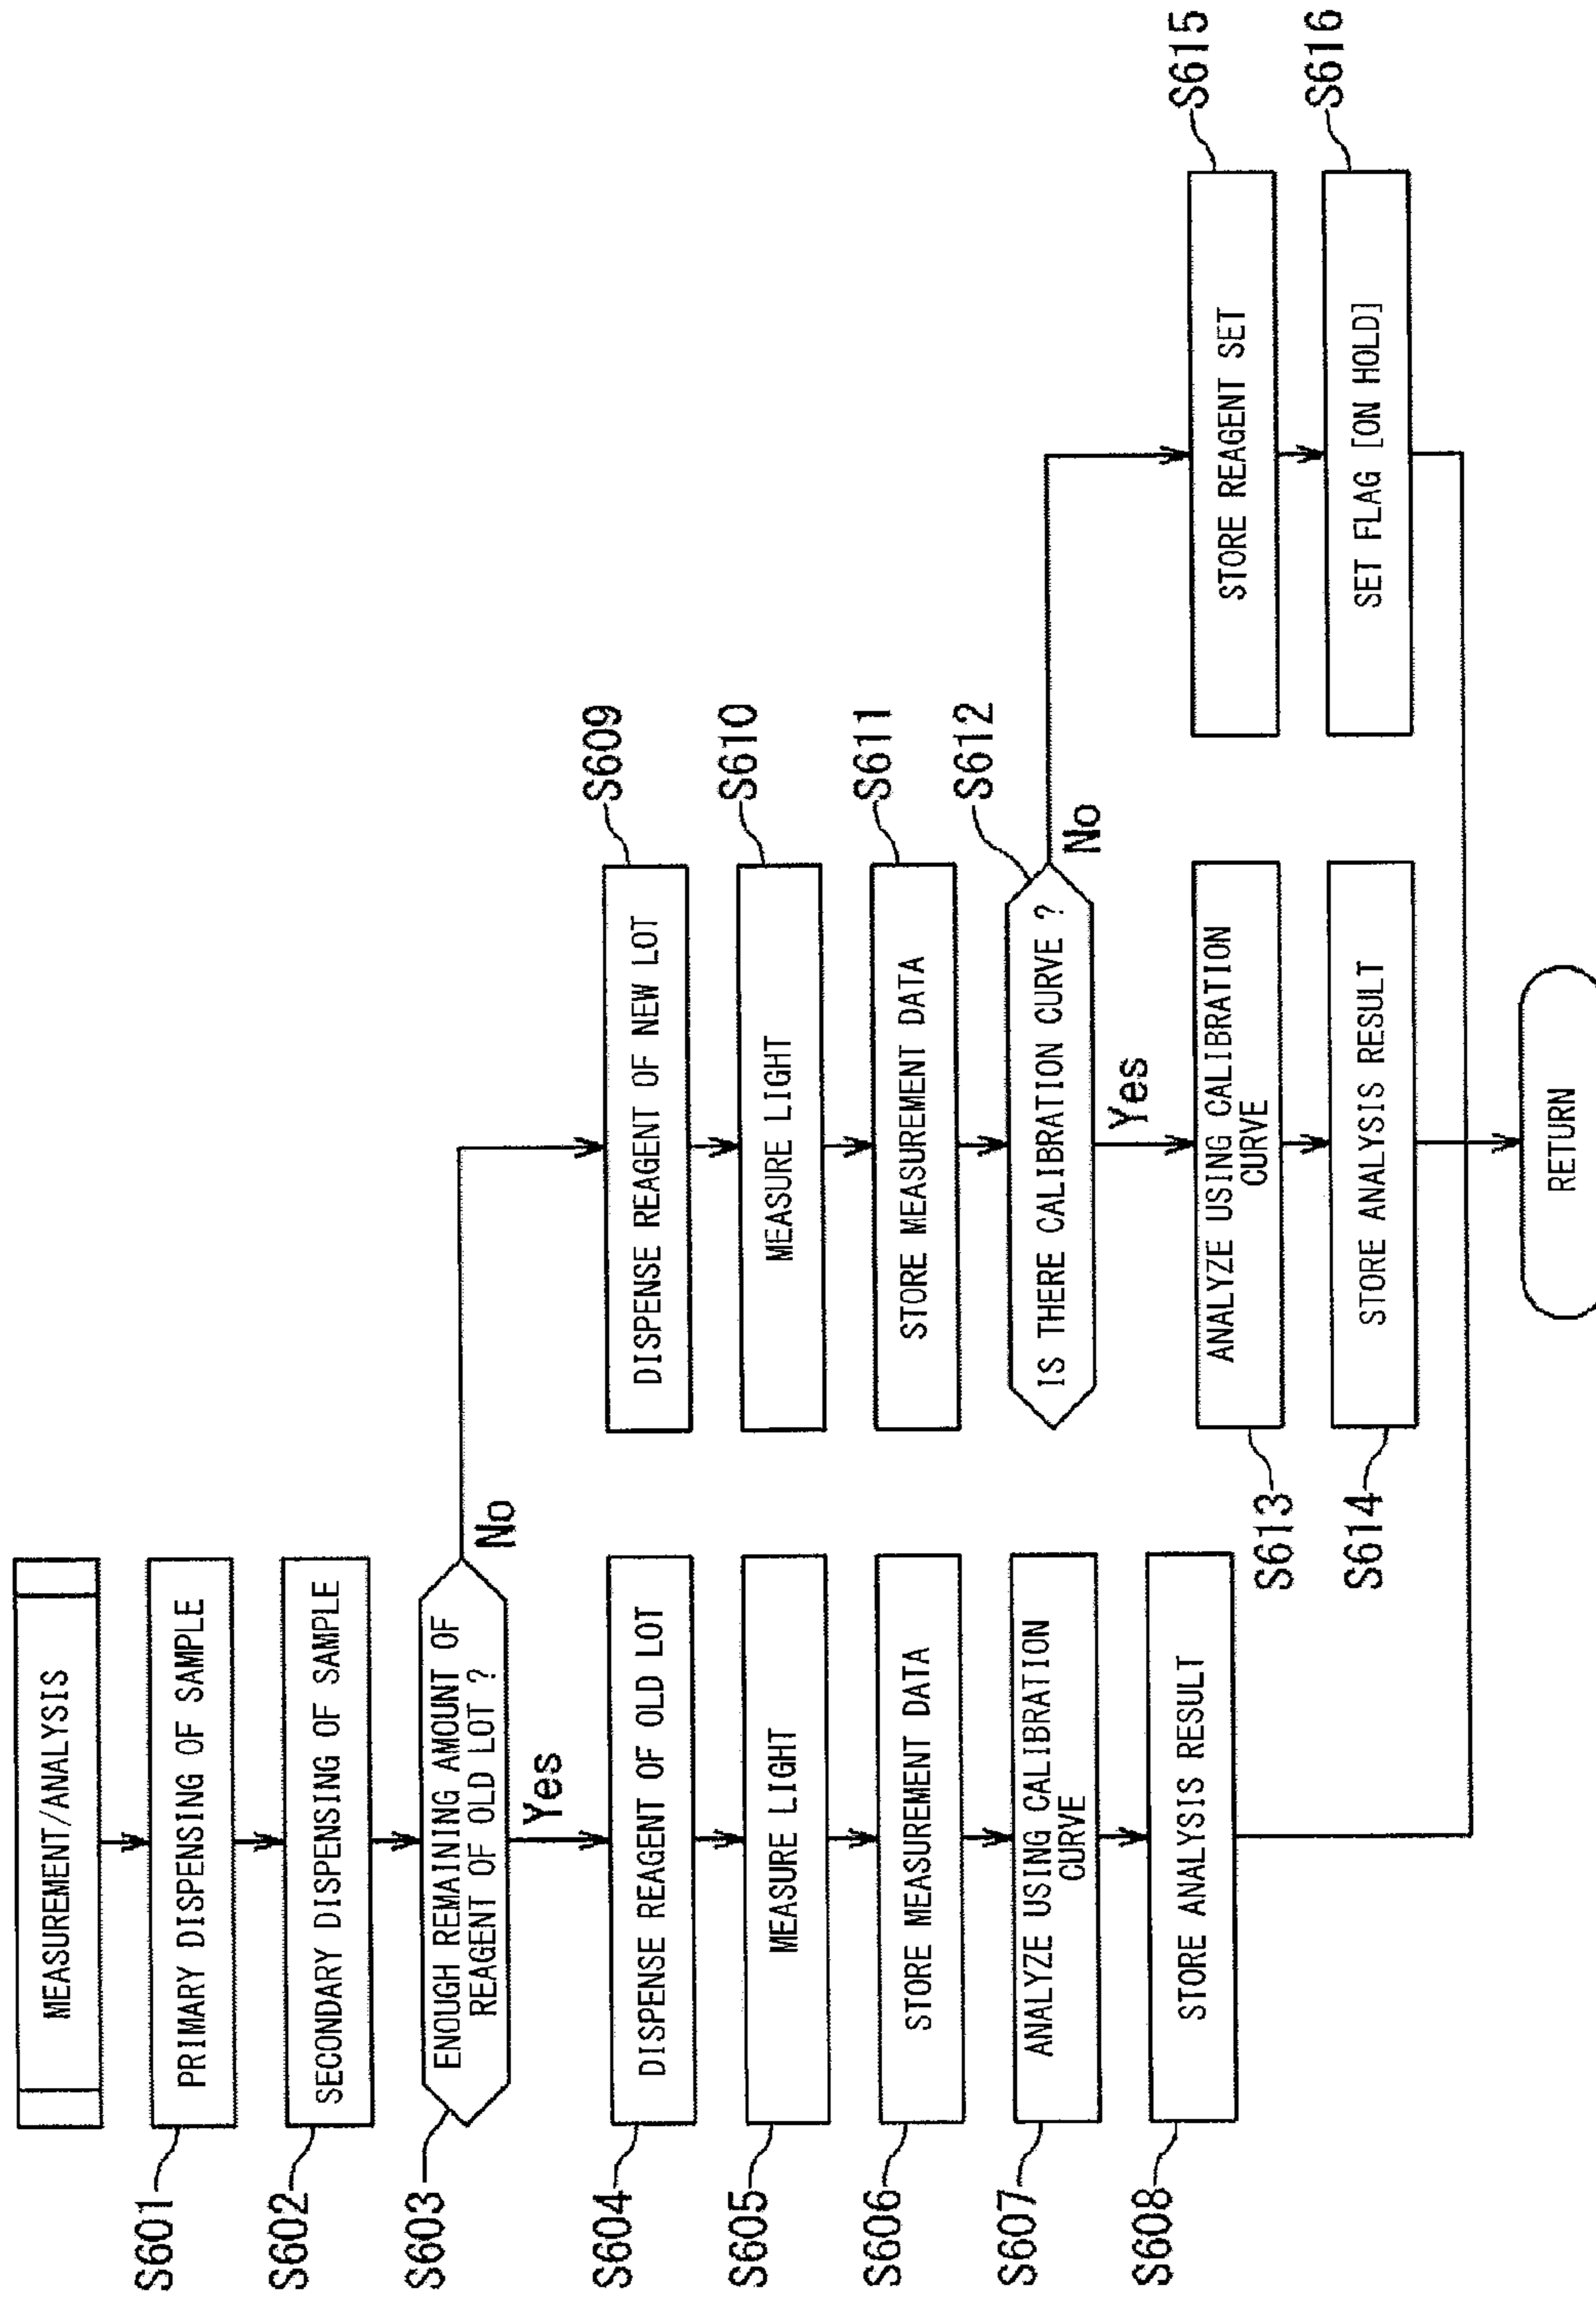 MEASUREMENT/ANALYSIS
S601
PRIMARY DISPENSING OF SAMPLE
S602
SECONDARY DISPENSING OF SAMPLE
S603
ENOUGH REMAINING AMOUNT OF
REAGENT OF OLD LOT ?
No
Yes
S604
DISPENSE REAGENT OF OLD LOT
S605
MEASURE LIGHT
S606
STORE MEASUREMENT DATA
S607
ANALYZE USING CALIBRATION
CURVE
S608
STORE ANALYSIS RESULT
DISPENSE REAGENT OF NEW LOT
S609
MEASURE LIGHT
S610
STORE MEASUREMENT DATA
S611
IS THERE CALIBRATION CURVE ?
S612
No
Yes
S613
ANALYZE USING CALIBRATION
CURVE
S614
STORE ANALYSIS RESULT
STORE REAGENT SET
S615
SET FLAG [ON HOLD]
S616
RETURN